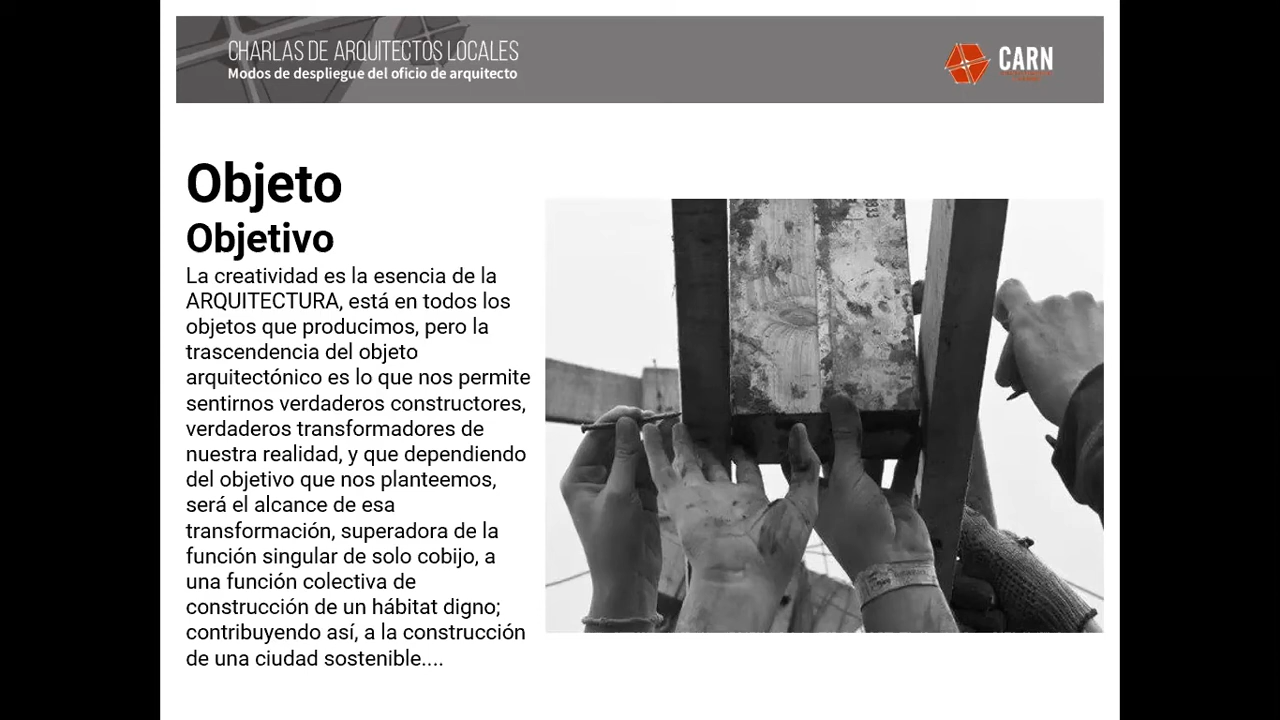 CHARLAS DE ARQUITECTOS LOCALES
Modos de despliegue del oficio de arquitecto
CARN
Objeto
Objetivo
La creatividad es la esencia de la
ARQUITECTURA, está en todos los
objetos que producimos, pero la
trascendencia del objeto
arquitectónico es lo que nos permite
sentirnos verdaderos constructores,
verdaderos transformadores de
nuestra realidad, y que dependiendo
del objetivo que nos planteemos,
será el alcance de esa
transformación, superadora de la
función singular de solo cobijo, a
una función colectiva de
construcción de un hábitat digno;
contribuyendo así, a la construcción
de una ciudad sostenible....